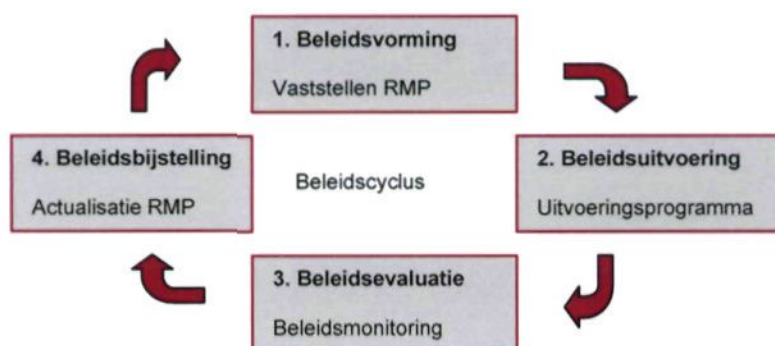 1. Beleidsvorming
Vaststellen RMP
2. Beleidsuitvoering
Uitvoeringsprogramma
3. Beleidsevaluatie
Beleidsmonitoring
4. Beleidsbijstelling
Actualisatie RMP
Beleidscyclus